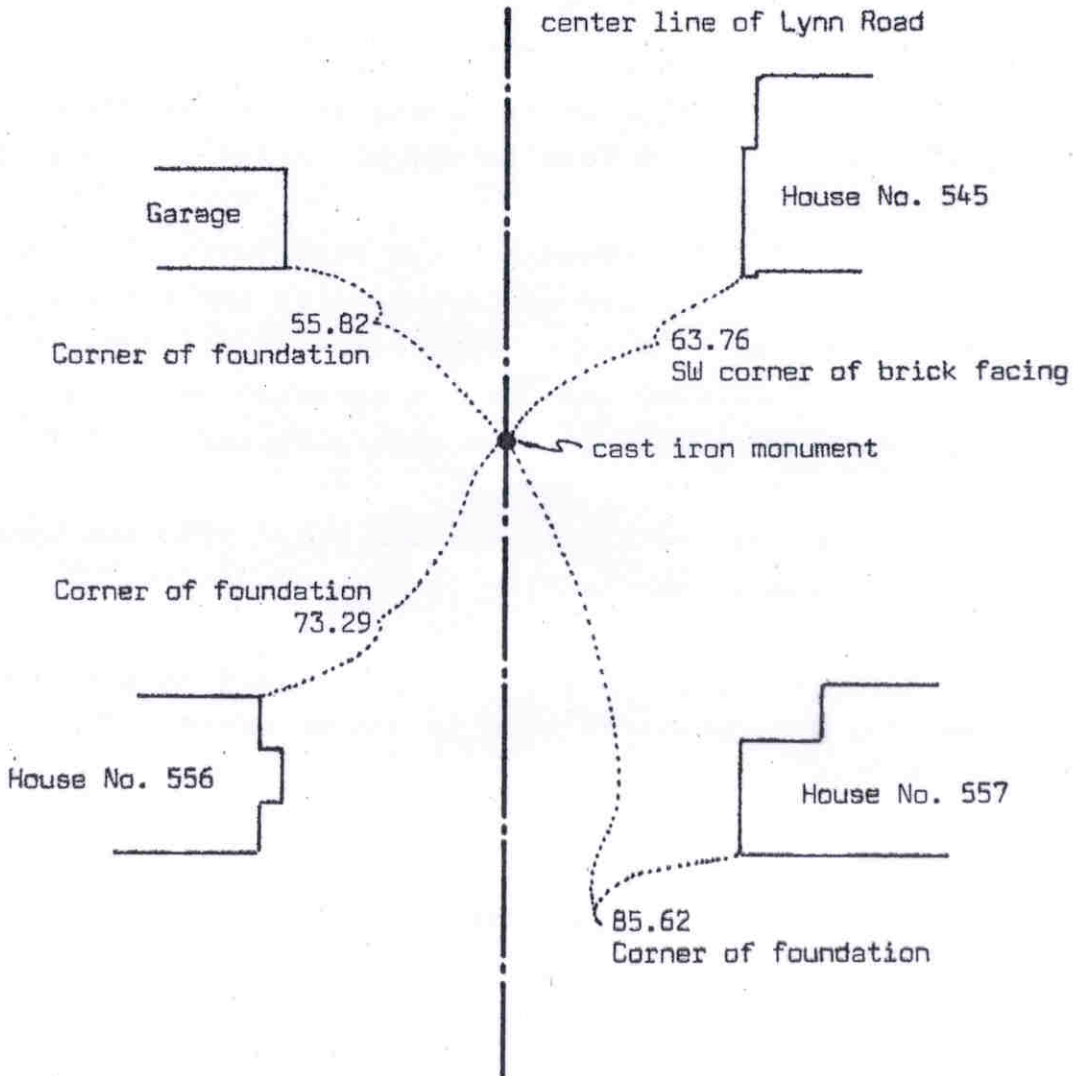 center line of Lynn Road
House No. 545
Garage
55.82
Corner of foundation
63.76
SW corner of brick facing
cast iron monument
Corner of foundation
73.29
House No. 556
House No. 557
85.62
Corner of foundation